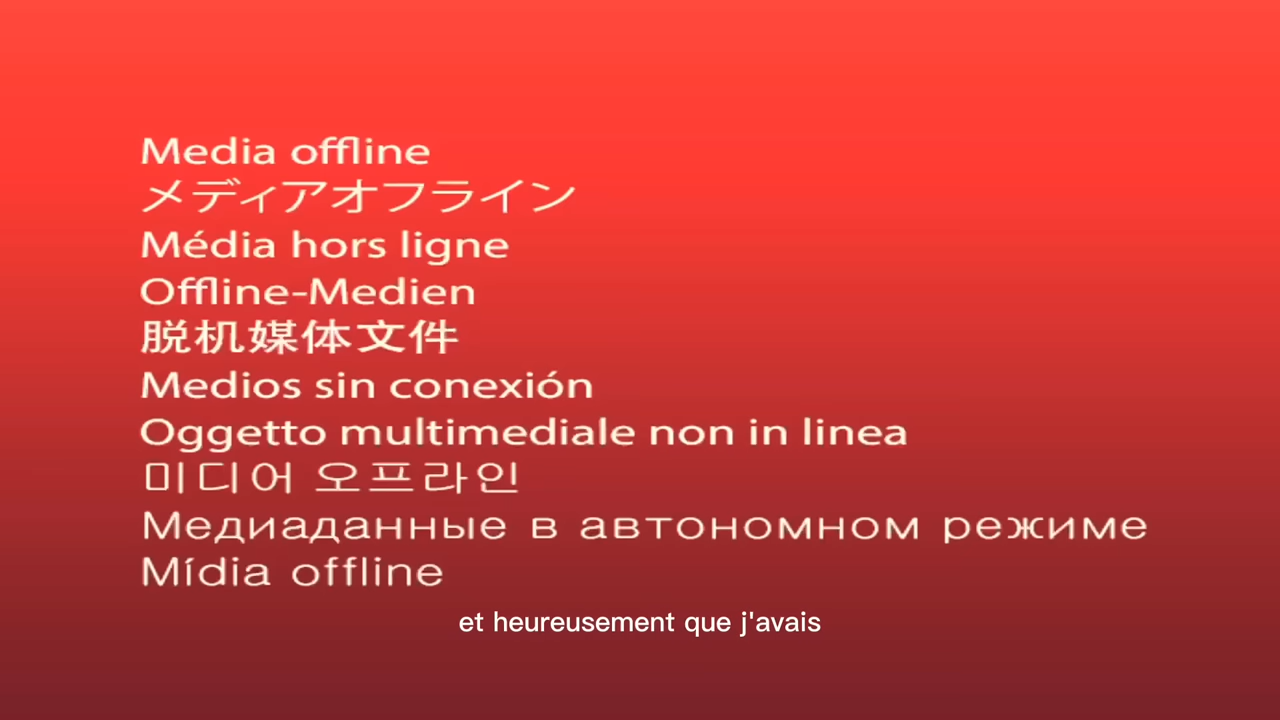 Media offline
メディアオフライン
Média hors ligne
Offline-Medien
脱机媒体文件
Medios sin conexión
Oggetto multimediale non in linea
미디어 오프라인
Медиаданные в автономном режиме
Mídia offline
et heureusement que j'avais